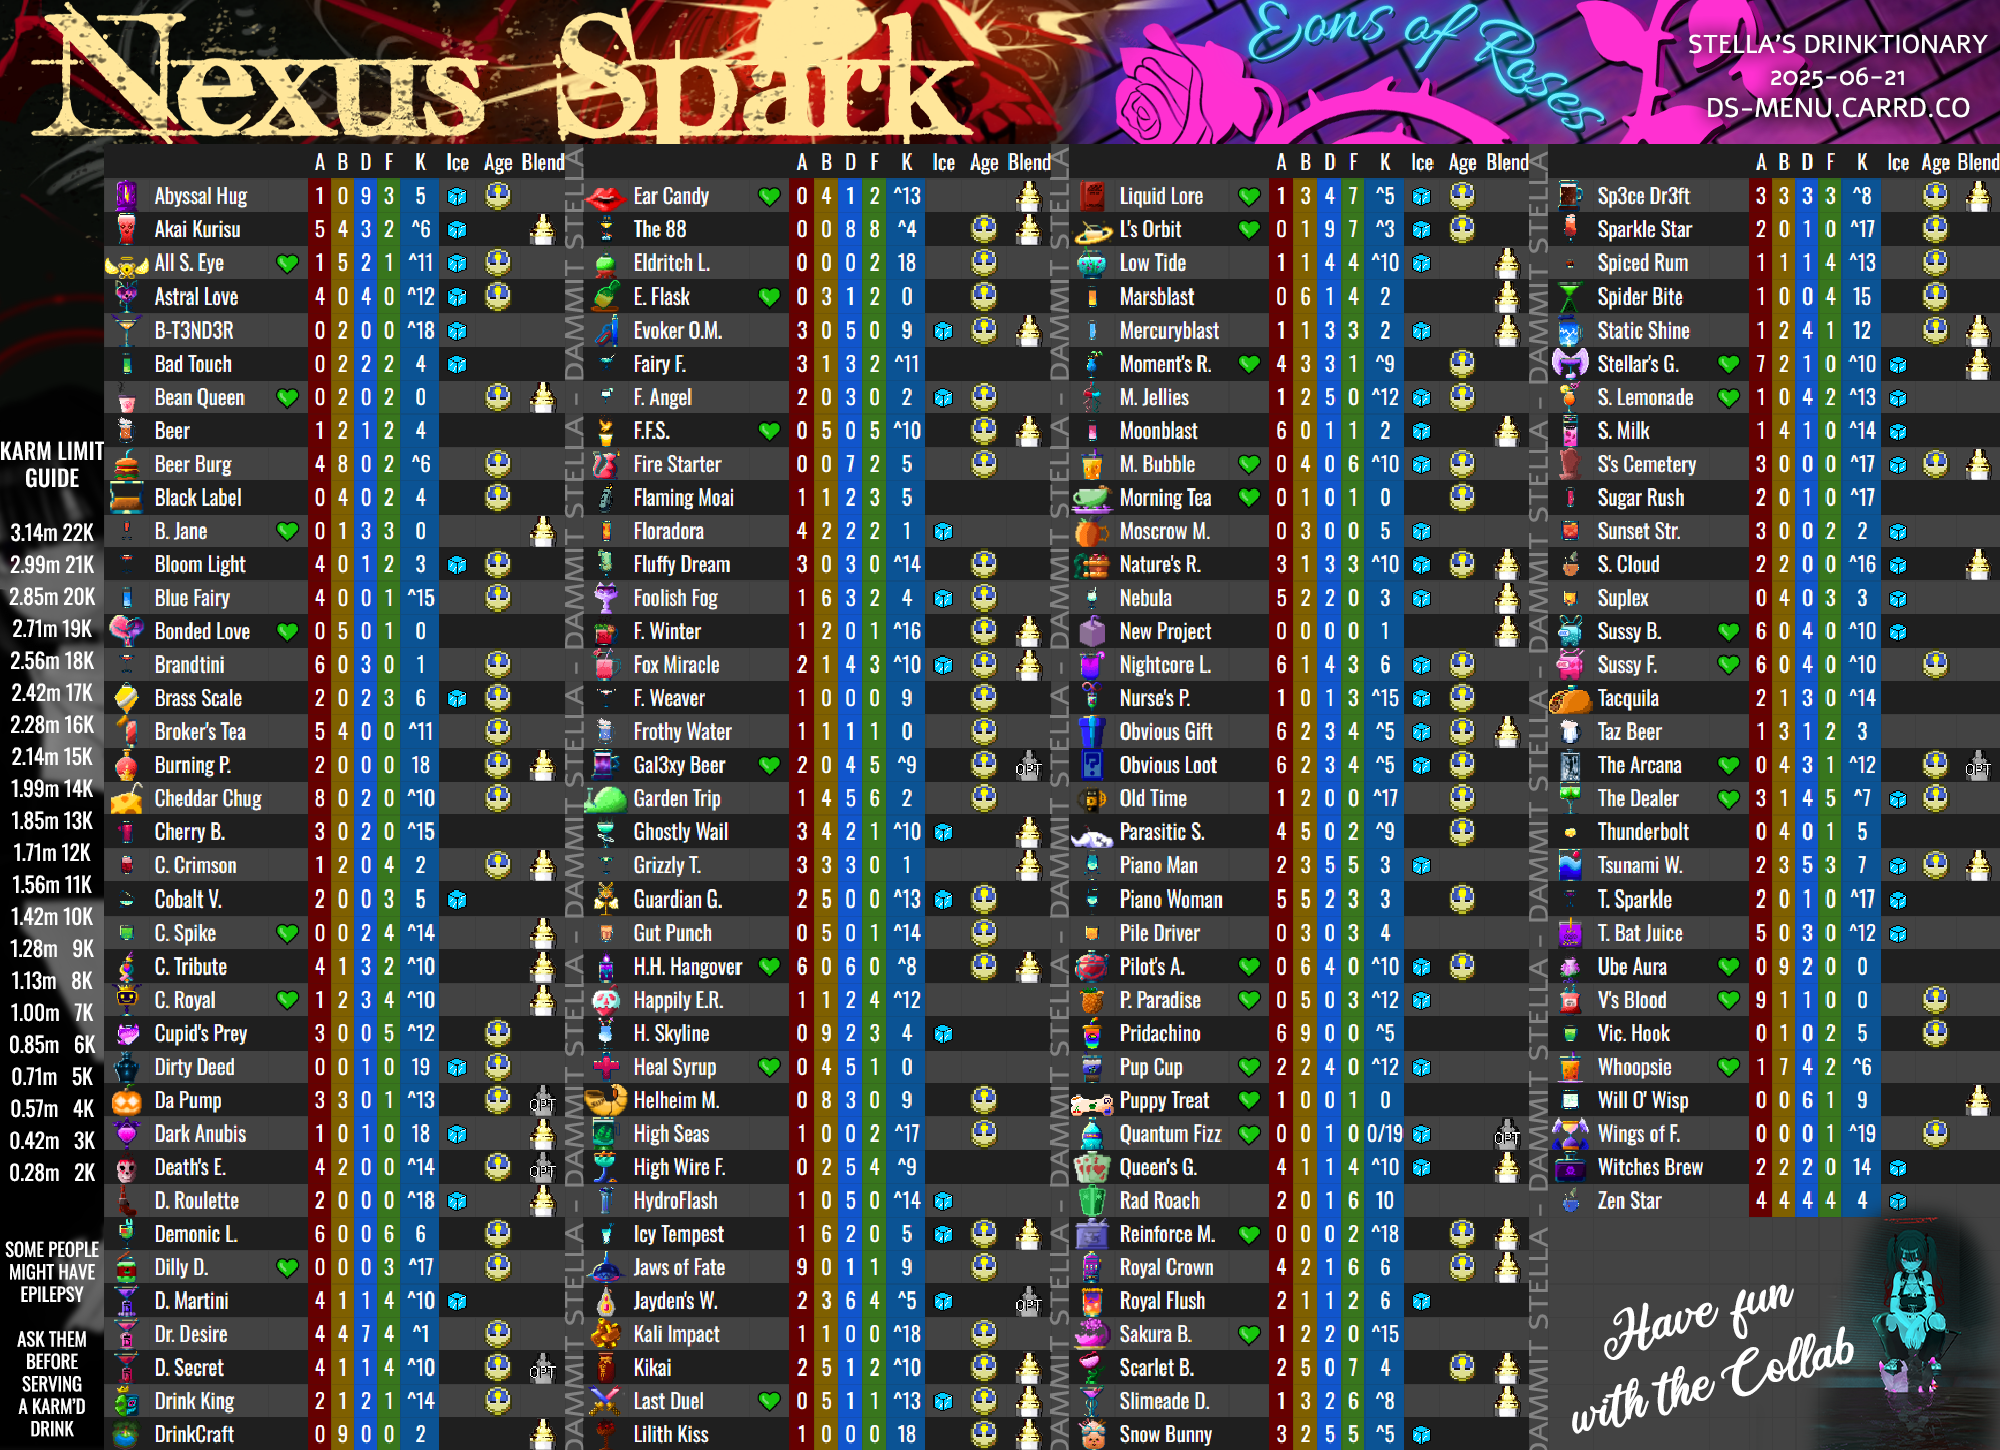 Nexus Spark
Eons of Roses
STELLA'S DRINKTIONARY
2025-06-21
DS-MENU.CARRD.CO
KARM LIMIT
GUIDE
3.14m 22K
2.99m 21K
2.85m 20K
2.71m 19K
2.56m 18K
2.42m 17K
2.28m 16K
2.14m 15K
1.99m 14K
1.85m 13K
1.71m 12K
1.56m 11K
1.42m 10K
1.28m 9K
1.13m 8K
1.00m 7K
0.85m 6K
0.71m 5K
0.57m 4K
0.42m 3K
0.28m 2K
SOME PEOPLE
MIGHT HAVE
EPILEPSY
ASK THEM
BEFORE
SERVING
A KARM'D
DRINK
A B D F K Ice Age Blend
Abyssal Hug 1 0 9 3 5
Akai Kurisu 5 4 3 2 ^6
All S. Eye 1 5 2 1 ^11
Astral Love 4 0 4 0 ^12
B-T3ND3R 0 2 0 0 ^18
Bad Touch 0 2 2 2 4
Bean Queen 0 2 0 2 0
Beer 1 2 1 2 4
Beer Burg 4 8 0 2 ^6
Black Label 0 4 0 2 4
B. Jane 0 1 3 3 0
Bloom Light 4 0 1 2 3
Blue Fairy 4 0 0 1 ^15
Bonded Love 0 5 0 1 0
Brandtini 6 0 3 0 1
Brass Scale 2 0 2 3 6
Broker's Tea 5 4 0 0 ^11
Burning P. 2 0 0 0 18
Cheddar Chug 8 0 2 0 ^10
Cherry B. 3 0 2 0 ^15
C. Crimson 1 2 0 4 2
Cobalt V. 2 0 0 3 5
C. Spike 0 0 2 4 ^14
C. Tribute 4 1 3 2 ^10
C. Royal 1 2 3 4 ^10
Cupid's Prey 3 0 0 5 ^12
Dirty Deed 0 0 1 0 19
Da Pump 3 3 0 1 ^13 OPT
Dark Anubis 1 0 1 0 18
Death's E. 4 2 0 0 ^14 OPT
D. Roulette 2 0 0 0 ^18
Demonic L. 6 0 0 6 6
Dilly D. 0 0 0 3 ^17
D. Martini 4 1 1 4 ^10
Dr. Desire 4 4 7 4 ^1
D. Secret 4 1 1 4 ^10 OPT
Drink King 2 1 2 1 ^14
DrinkCraft 0 9 0 0 2
DAMMIT STELLA - DAMMIT STELLA - DAMMIT STELLA - DAMMIT STELLA
A B D F K Ice Age Blend
Ear Candy 0 4 1 2 ^13
The 88 0 0 8 8 ^4
Eldritch L. 0 0 0 2 18
E. Flask 0 3 1 2 0
Evoker O.M. 3 0 5 0 9
Fairy F. 3 1 3 2 ^11
F. Angel 2 0 3 0 2
F.F.S. 0 5 0 5 ^10
Fire Starter 0 0 7 2 5
Flaming Moai 1 1 2 3 5
Floradora 4 2 2 2 1
Fluffy Dream 3 0 3 0 ^14
Foolish Fog 1 6 3 2 4
F. Winter 1 2 0 1 ^16
Fox Miracle 2 1 4 3 ^10
F. Weaver 1 0 0 0 9
Frothy Water 1 1 1 1 0
Gal3xy Beer 2 0 4 5 ^9 OPT
Garden Trip 1 4 5 6 2
Ghostly Wail 3 4 2 1 ^10
Grizzly T. 3 3 3 0 1
Guardian G. 2 5 0 0 ^13
Gut Punch 0 5 0 1 ^14
H.H. Hangover 6 0 6 0 ^8
Happily E.R. 1 1 2 4 ^12
H. Skyline 0 9 2 3 4
Heal Syrup 0 4 5 1 0
Helheim M. 0 8 3 0 9
High Seas 1 0 0 2 ^17
High Wire F. 0 2 5 4 ^9
HydroFlash 1 0 5 0 ^14
Icy Tempest 1 6 2 0 5
Jaws of Fate 9 0 1 1 9
Jayden's W. 2 3 6 4 ^5 OPT
Kali Impact 1 1 0 0 ^18
Kikai 2 5 1 2 ^10
Last Duel 0 5 1 1 ^13
Lilith Kiss 1 0 0 0 18
DAMMIT STELLA - DAMMIT STELLA - DAMMIT STELLA - DAMMIT STELLA
A B D F K Ice Age Blend
Liquid Lore 1 3 4 7 ^5
L's Orbit 0 1 9 7 ^3
Low Tide 1 1 4 4 ^10
Marsblast 0 6 1 4 2
Mercuryblast 1 1 3 3 2
Moment's R. 4 3 3 1 ^9
M. Jellies 1 2 5 0 ^12
Moonblast 6 0 1 1 2
M. Bubble 0 4 0 6 ^10
Morning Tea 0 1 0 1 0
Moscrow M. 0 3 0 0 5
Nature's R. 3 1 3 3 ^10
Nebula 5 2 2 0 3
New Project 0 0 0 0 1
Nightcore L. 6 1 4 3 6
Nurse's P. 1 0 1 3 ^15
Obvious Gift 6 2 3 4 ^5
Obvious Loot 6 2 3 4 ^5
Old Time 1 2 0 0 ^17
Parasitic S. 4 5 0 2 ^9
Piano Man 2 3 5 5 3
Piano Woman 5 5 2 3 3
Pile Driver 0 3 0 3 4
Pilot's A. 0 6 4 0 ^10
P. Paradise 0 5 0 3 ^12
Pridachino 6 9 0 0 ^5
Pup Cup 2 2 4 0 ^12
Puppy Treat 1 0 0 1 0
Quantum Fizz 0 0 1 0 0/19 OPT
Queen's G. 4 1 1 4 ^10
Rad Roach 2 0 1 6 10
Reinforce M. 0 0 0 2 ^18
Royal Crown 4 2 1 6 6
Royal Flush 2 1 1 2 6
Sakura B. 1 2 2 0 ^15
Scarlet B. 2 5 0 7 4
Slimeade D. 1 3 2 6 ^8
Snow Bunny 3 2 5 5 ^5
DAMMIT STELLA - DAMMIT STELLA - DAMMIT STELLA - DAMMIT STELLA
A B D F K Ice Age Blend
Sp3ce Dr3ft 3 3 3 3 ^8
Sparkle Star 2 0 1 0 ^17
Spiced Rum 1 1 1 4 ^13
Spider Bite 1 0 0 4 15
Static Shine 1 2 4 1 12
Stellar's G. 7 2 1 0 ^10
S. Lemonade 1 0 4 2 ^13
S. Milk 1 4 1 0 ^14
S's Cemetery 3 0 0 0 ^17
Sugar Rush 2 0 1 0 ^17
Sunset Str. 3 0 0 2 2
S. Cloud 2 2 0 0 ^16
Suplex 0 4 0 3 3
Sussy B. 6 0 4 0 ^10
Sussy F. 6 0 4 0 ^10
Tacquila 2 1 3 0 ^14
Taz Beer 1 3 1 2 3
The Arcana 0 4 3 1 ^12 OPT
The Dealer 3 1 4 5 ^7
Thunderbolt 0 4 0 1 5
Tsunami W. 2 3 5 3 7
T. Sparkle 2 0 1 0 ^17
T. Bat Juice 5 0 3 0 ^12
Ube Aura 0 9 2 0 0
V's Blood 9 1 1 0 0
Vic. Hook 0 1 0 2 5
Whoopsie 1 7 4 2 ^6
Will O' Wisp 0 0 6 1 9
Wings of F. 0 0 0 1 ^19
Witches Brew 2 2 2 0 14
Zen Star 4 4 4 4 4
Have fun
with the Collab